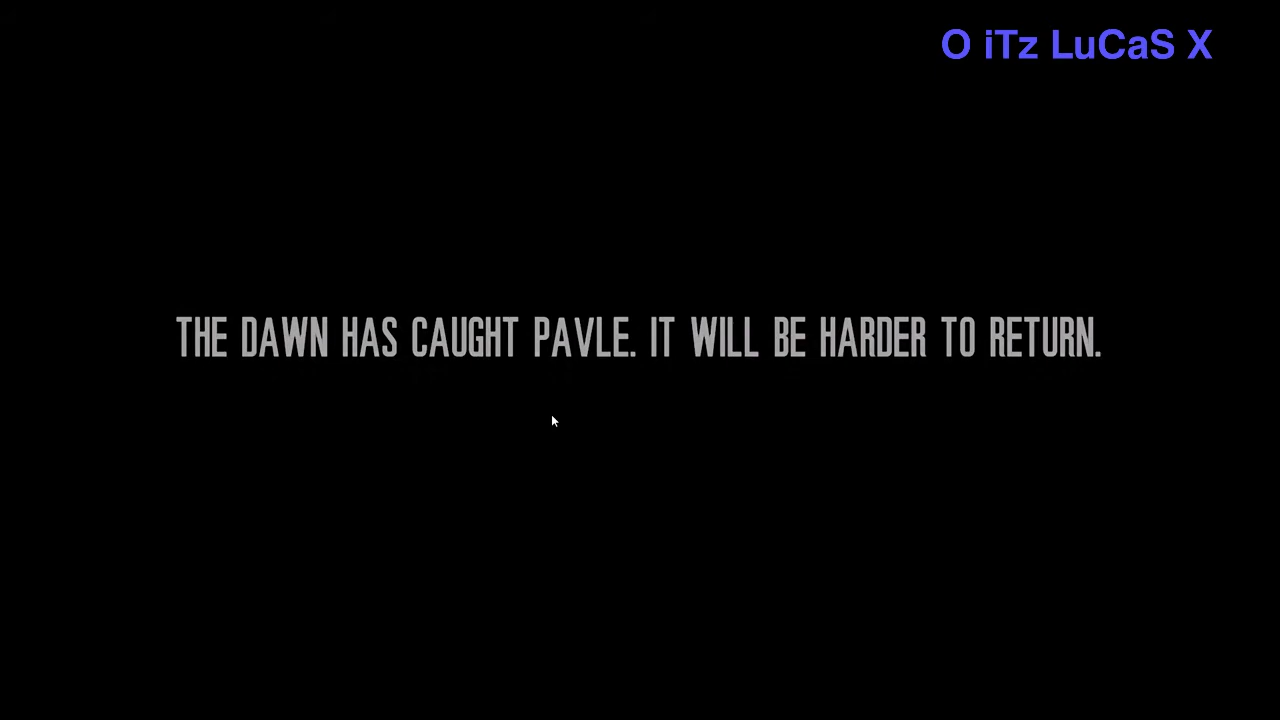 O iTz LuCaS X
THE DAWN HAS CAUGHT PAVLE. IT WILL BE HARDER TO RETURN.